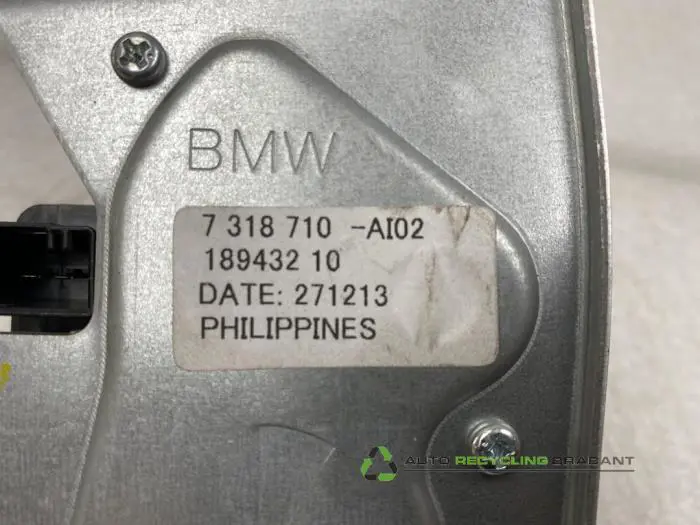 BMW
7 318 710 -AI02
189432 10
DATE: 271213
PHILIPPINES
AUTO RECYCLING BRABANT